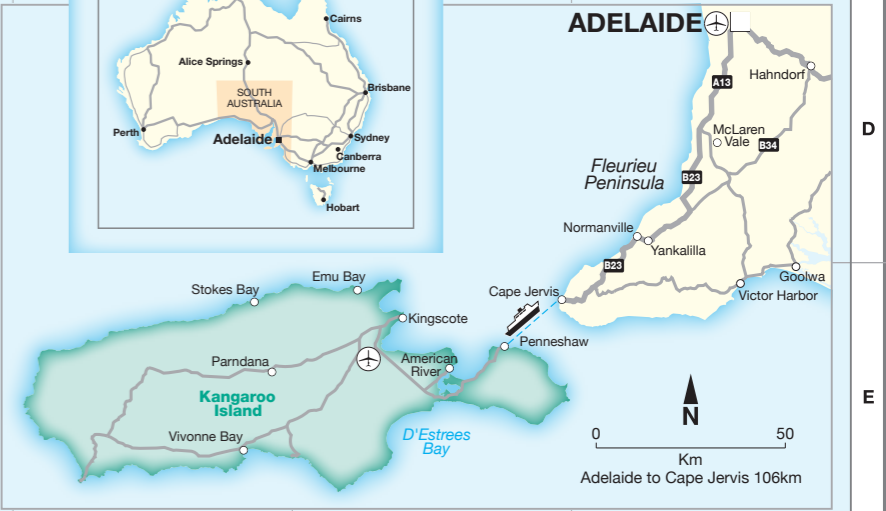 Cairns
Alice Springs
Brisbane
SOUTH
AUSTRALIA
Perth
Adelaide
Sydney
Canberra
Melbourne
Hobart
ADELAIDE
Hahndorf
A13
McLaren
Vale
B34
D
Fleurieu
Peninsula
B23
Normanville
Yankalilla
B23
Goolwa
Victor Harbor
Cape Jervis
Emu Bay
Stokes Bay
Kingscote
Penneshaw
American
River
Parndana
Kangaroo
Island
Vivonne Bay
D'Estrees
Bay
N
E
0 50
Km
Adelaide to Cape Jervis 106km